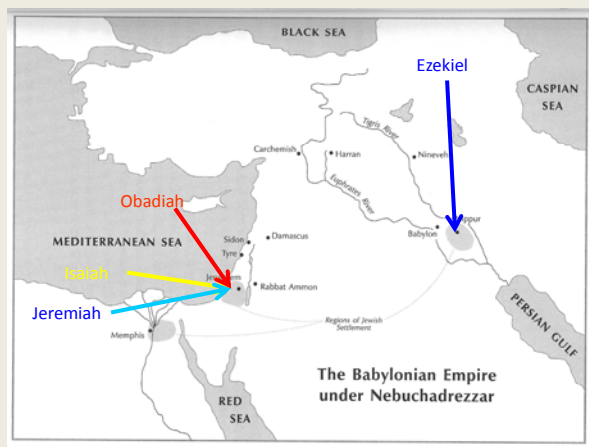 BLACK SEA
Ezekiel
CASPIAN
SEA
Tigris River
Carchemish
Harran
Nineveh
Euphrates River
Obadiah
ppur
Babylon
MEDITERRANEAN SEA
Sidon
Damascus
Tyre
Isaiah
Rabbat Ammon
Jeremiah
PERSIAN GULF
Regions of Jewish
Settlement
Memphis
The Babylonian Empire
under Nebuchadrezzar
RED
SEA